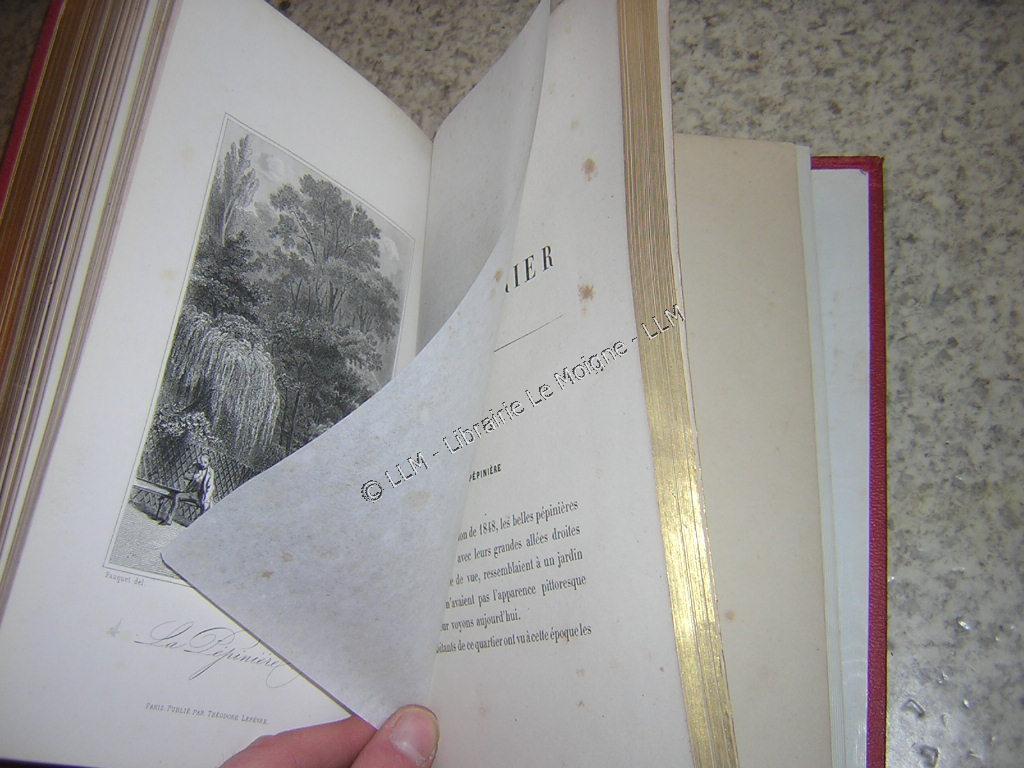 Fauquet del.
La Pépinière
PARIS. PUBLIÉ PAR THÉODORE LEFÈVRE.
IER
PÉPINIÈRE
ion de 1848, les belles pépinières
avec leurs grandes allées droites
e de vue, ressemblaient à un jardin
n'avaient pas l'apparence pittoresque
ur voyons aujourd'hui.
bitants de ce quartier ont vu à cette époque les
© LLM - Librairie Le Moigne - LLM